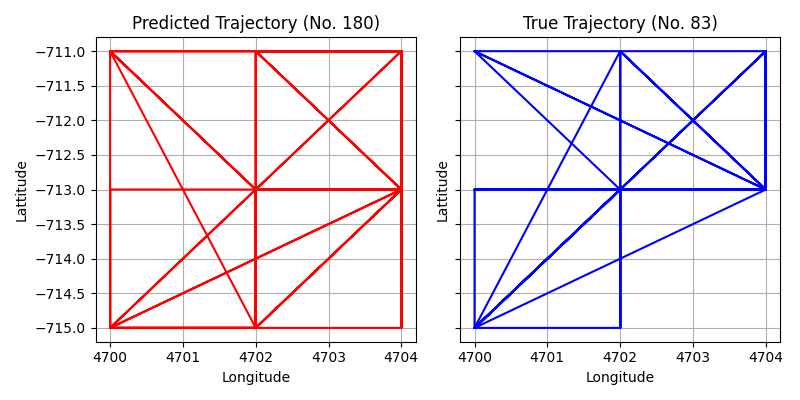 Predicted Trajectory (No. 180)
True Trajectory (No. 83)
Lattitude
−711.0
−711.5
−712.0
−712.5
−713.0
−713.5
−714.0
−714.5
−715.0
4700 4701 4702 4703 4704
Longitude
Lattitude
4700 4701 4702 4703 4704
Longitude